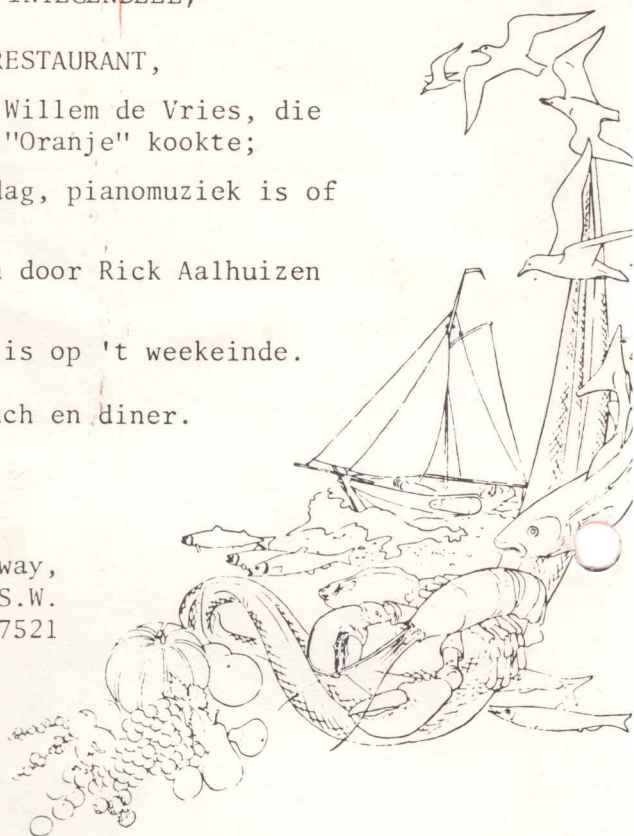 INTEGENDEEL,
RESTAURANT,
Willem de Vries, die
"Oranje" kookte;
dag, pianomuziek is of
door Rick Aalhuizen
is op 't weekeinde.
ch en diner.
way,
S.W.
7521